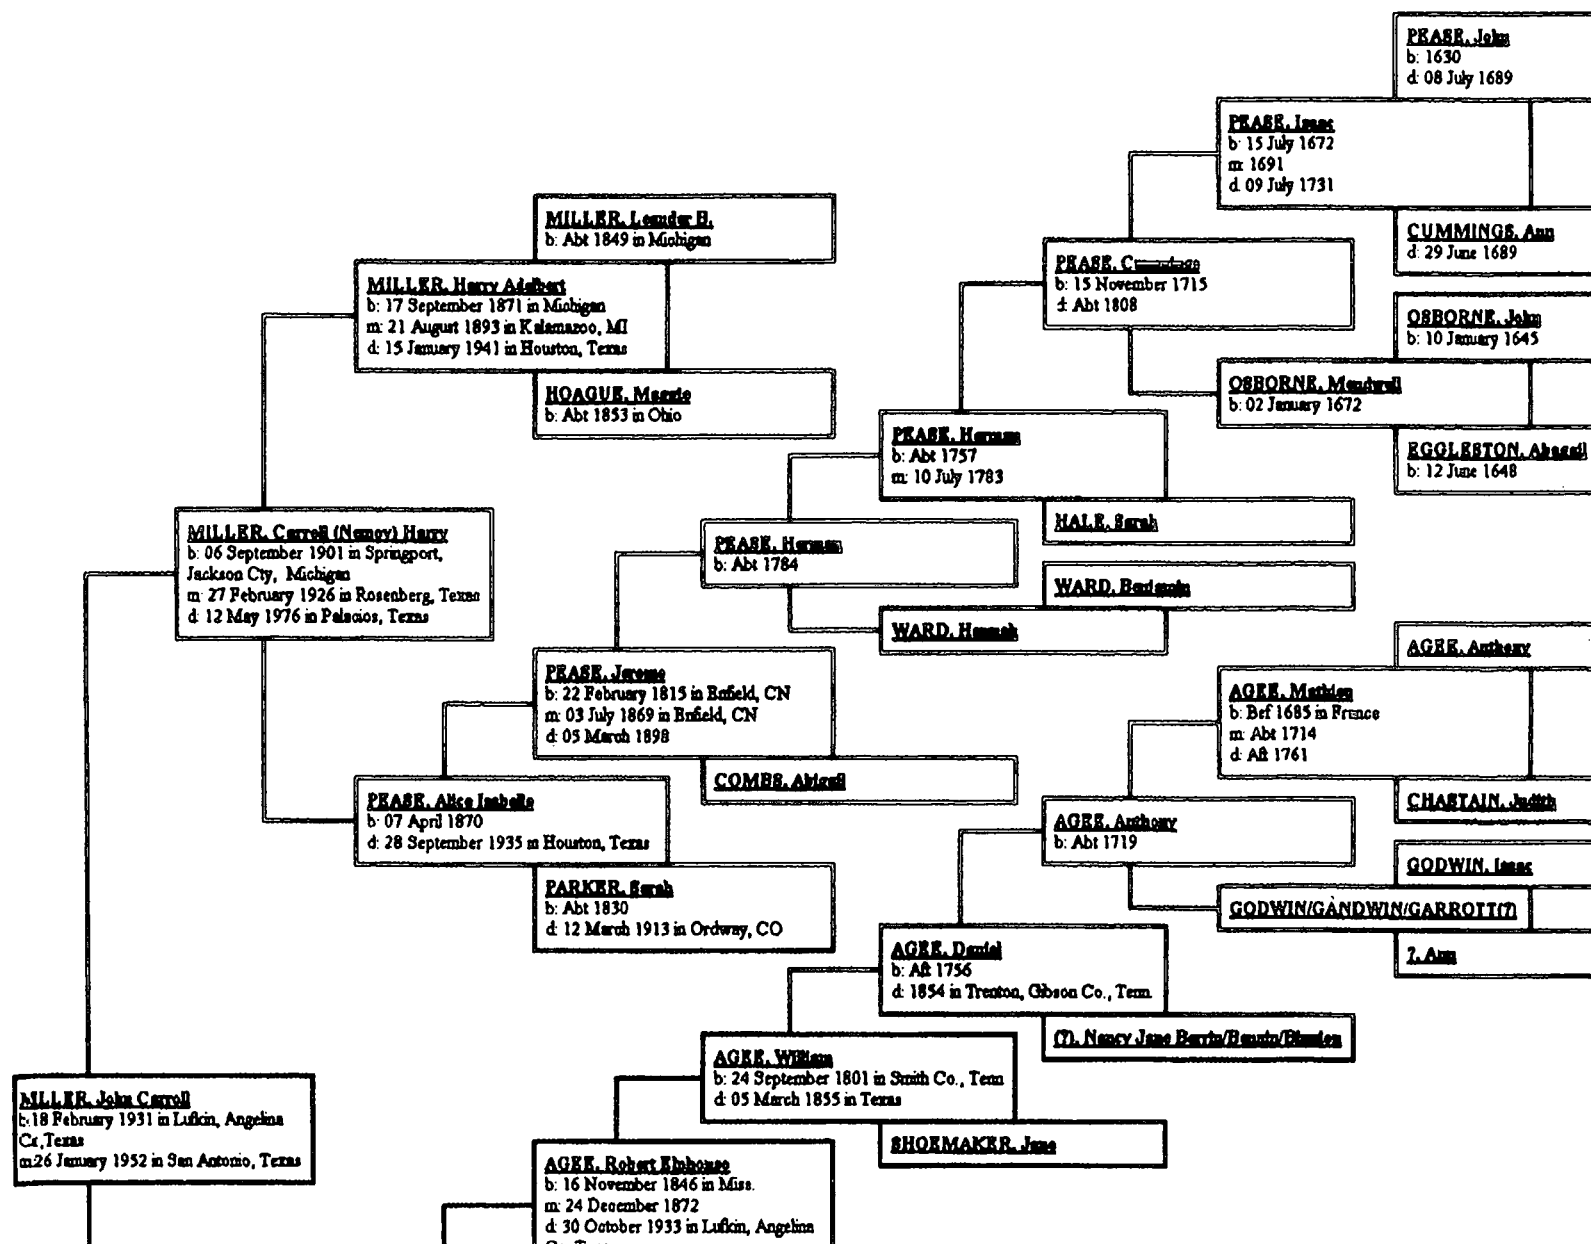 PEASE, John
b: 1630
d: 08 July 1689
PEASE, Isaac
b: 15 July 1672
m: 1691
d: 09 July 1731
CUMMINGS, Ann
d: 29 June 1689
MILLER, Leander B.
b: Abt 1849 in Michigan
MILLER, Harry Adelbert
b: 17 September 1871 in Michigan
m: 21 August 1893 in Kalamazoo, MI
d: 15 January 1941 in Houston, Texas
HOAGUE, Maggie
b: Abt 1853 in Ohio
PEASE, Cummings
b: 15 November 1715
d: Abt 1808
OSBORNE, John
b: 10 January 1645
OSBORNE, Mendwell
b: 02 January 1672
EGGLESTON, Abagail
b: 12 June 1648
PEASE, Herman
b: Abt 1757
m: 10 July 1783
HALE, Sarah
MILLER, Carroll (Nemoy) Harry
b: 06 September 1901 in Springport,
Jackson Cty, Michigan
m: 27 February 1926 in Rosenberg, Texas
d: 12 May 1976 in Palacios, Texas
PEASE, Herman
b: Abt 1784
WARD, Benjamin
WARD, Hannah
PEASE, Jerome
b: 22 February 1815 in Enfield, CN
m: 03 July 1869 in Enfield, CN
d: 05 March 1898
COMBS, Abigail
PEASE, Alice Isabelle
b: 07 April 1870
d: 28 September 1935 in Houston, Texas
PARKER, Sarah
b: Abt 1830
d: 12 March 1913 in Ordway, CO
AGEE, Anthony
AGEE, Mathieu
b: Bef 1685 in France
m: Abt 1714
d: Aft 1761
CHASTAIN, Judith
AGEE, Anthony
b: Abt 1719
GODWIN, Isaac
GODWIN/GANDWIN/GARROTT(?)
?, Ann
AGEE, Daniel
b: Aft 1756
d: 1854 in Trenton, Gibson Co., Tenn.
(?), Nancy Jane
AGEE, William
b: 24 September 1801 in Smith Co., Tenn
d: 05 March 1855 in Texas
SHOEMAKER, Jane
MILLER, John Carroll
b:18 February 1931 in Lufkin, Angelina
Co,Texas
m:26 January 1952 in San Antonio, Texas
AGEE, Robert
b: 16 November 1846 in Miss.
m: 24 December 1872
d: 30 October 1933 in Lufkin, Angelina